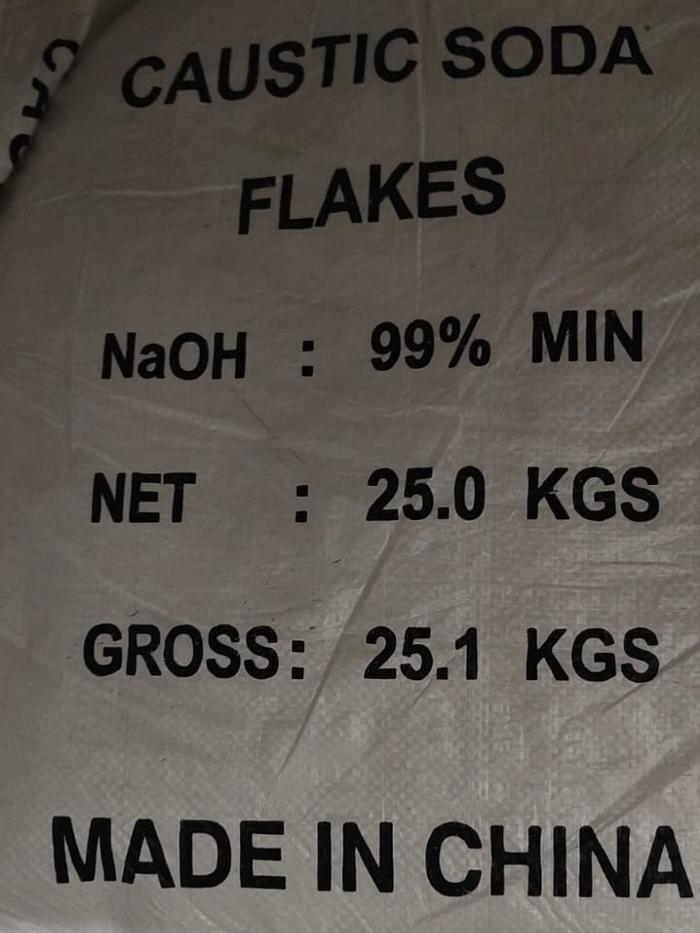 CAUSTIC SODA
FLAKES
NaOH : 99% MIN
NET : 25.0 KGS
GROSS: 25.1 KGS
MADE IN CHINA